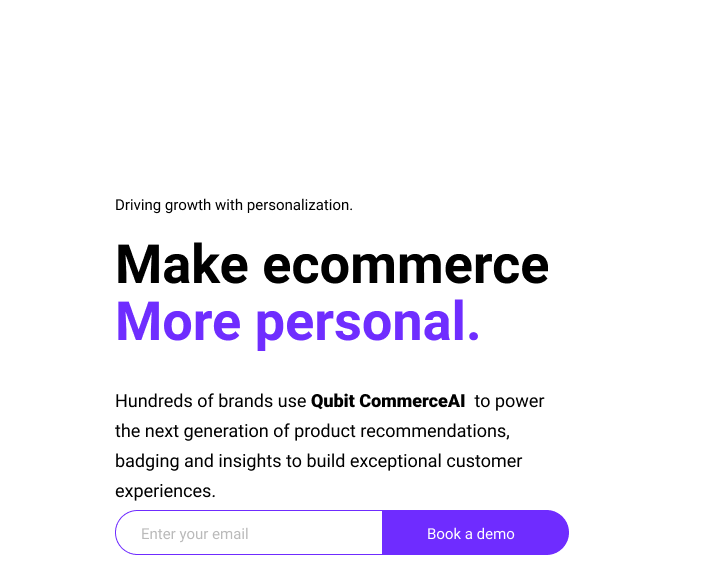 Driving growth with personalization.
Make ecommerce
More personal.
Hundreds of brands use Qubit CommerceAI to power
the next generation of product recommendations,
badging and insights to build exceptional customer
experiences.
Enter your email
Book a demo